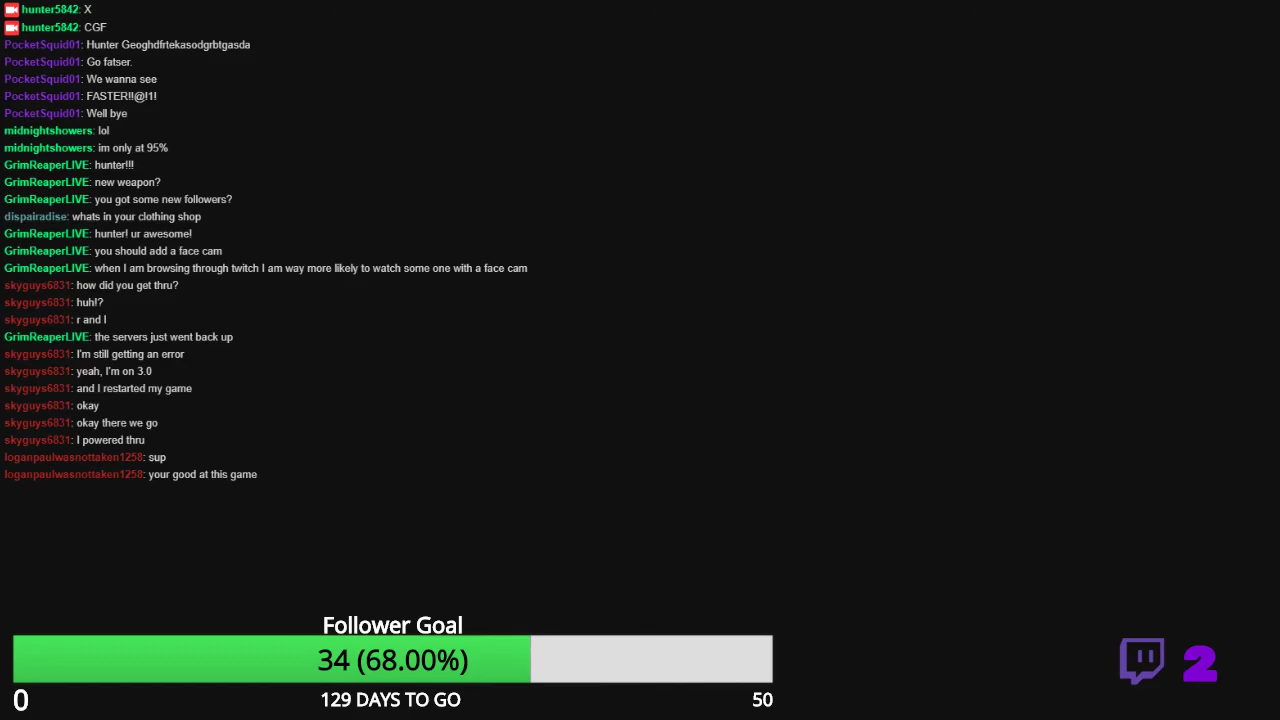 hunter5842: X
hunter5842: CGF
PocketSquid01: Hunter Geoghdfrtekasodgrbtgasda
PocketSquid01: Go fatser.
PocketSquid01: We wanna see
PocketSquid01: FASTER!!@!1!
PocketSquid01: Well bye
midnightshowers: lol
midnightshowers: im only at 95%
GrimReaperLIVE: hunter!!!
GrimReaperLIVE: new weapon?
GrimReaperLIVE: you got some new followers?
dispairadise: whats in your clothing shop
GrimReaperLIVE: hunter! ur awesome!
GrimReaperLIVE: you should add a face cam
GrimReaperLIVE: when I am browsing through twitch I am way more likely to watch some one with a face cam
skyguys6831: how did you get thru?
skyguys6831: huh!?
skyguys6831: r and l
GrimReaperLIVE: the servers just went back up
skyguys6831: I'm still getting an error
skyguys6831: yeah, I'm on 3.0
skyguys6831: and I restarted my game
skyguys6831: okay
skyguys6831: okay there we go
skyguys6831: I powered thru
loganpaulwasnottaken1258: sup
loganpaulwasnottaken1258: your good at this game
Follower Goal
34 (68.00%)
0 129 DAYS TO GO 50
2